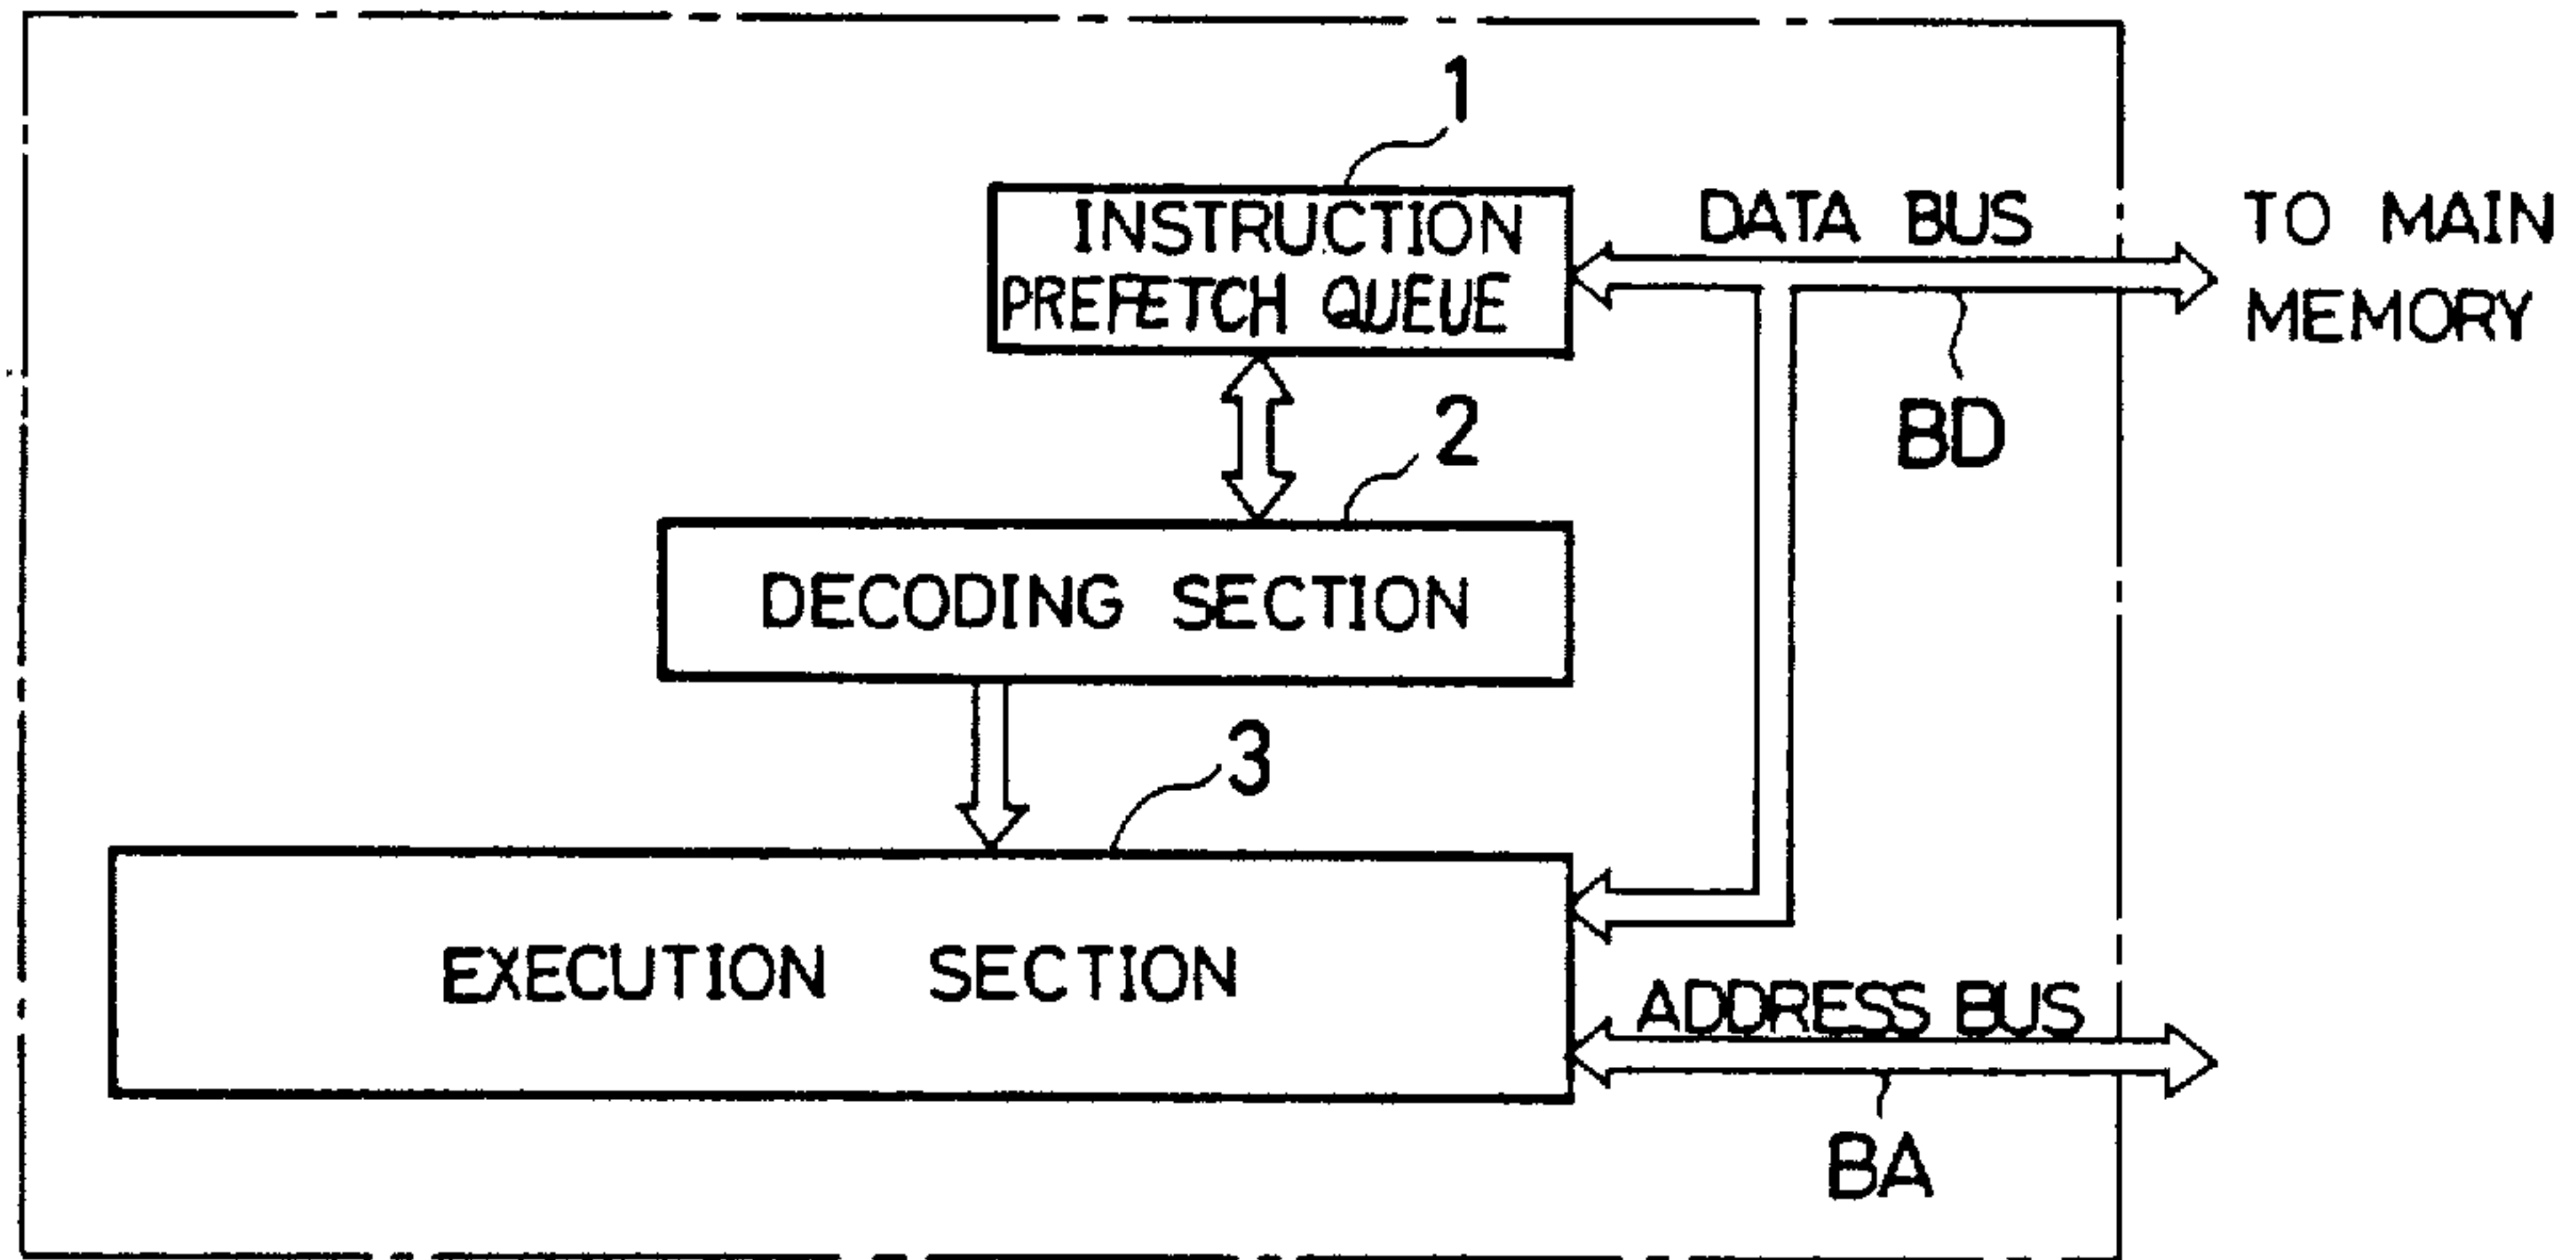 1
INSTRUCTION
PREFETCH QUEUE
DATA BUS
TO MAIN
MEMORY
BD
2
DECODING SECTION
3
EXECUTION SECTION
ADDRESS BUS
BA